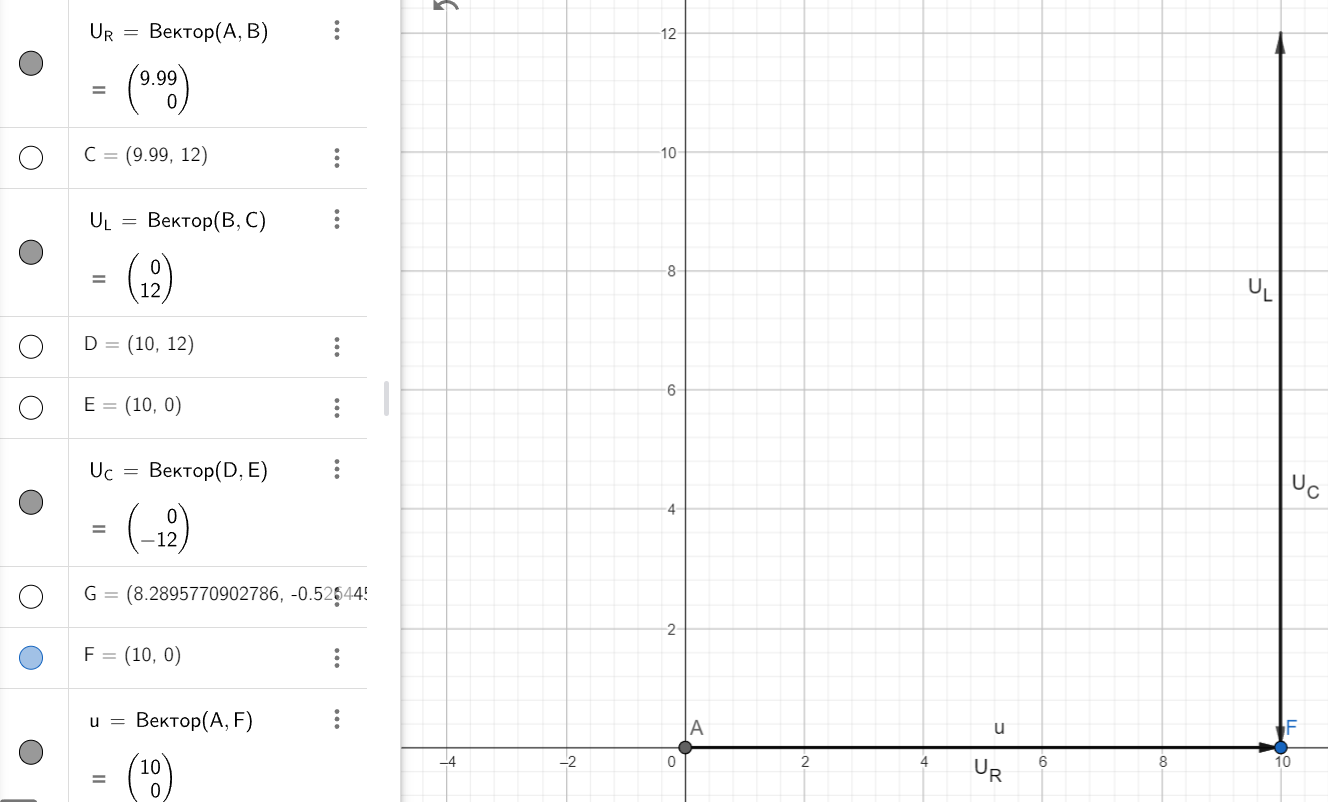 U_R = Вектор(A, B)
= (9.99
0)
C = (9.99, 12)
U_L = Вектор(B, C)
= (0
12)
D = (10, 12)
E = (10, 0)
U_C = Вектор(D, E)
= (0
−12)
G = (8.2895770902786, -0.526445
F = (10, 0)
u = Вектор(A, F)
= (10
0)
12
10
8
U_L
6
U_C
4
2
A
u
F
−4
−2
0
2
4
6
8
10
U_R